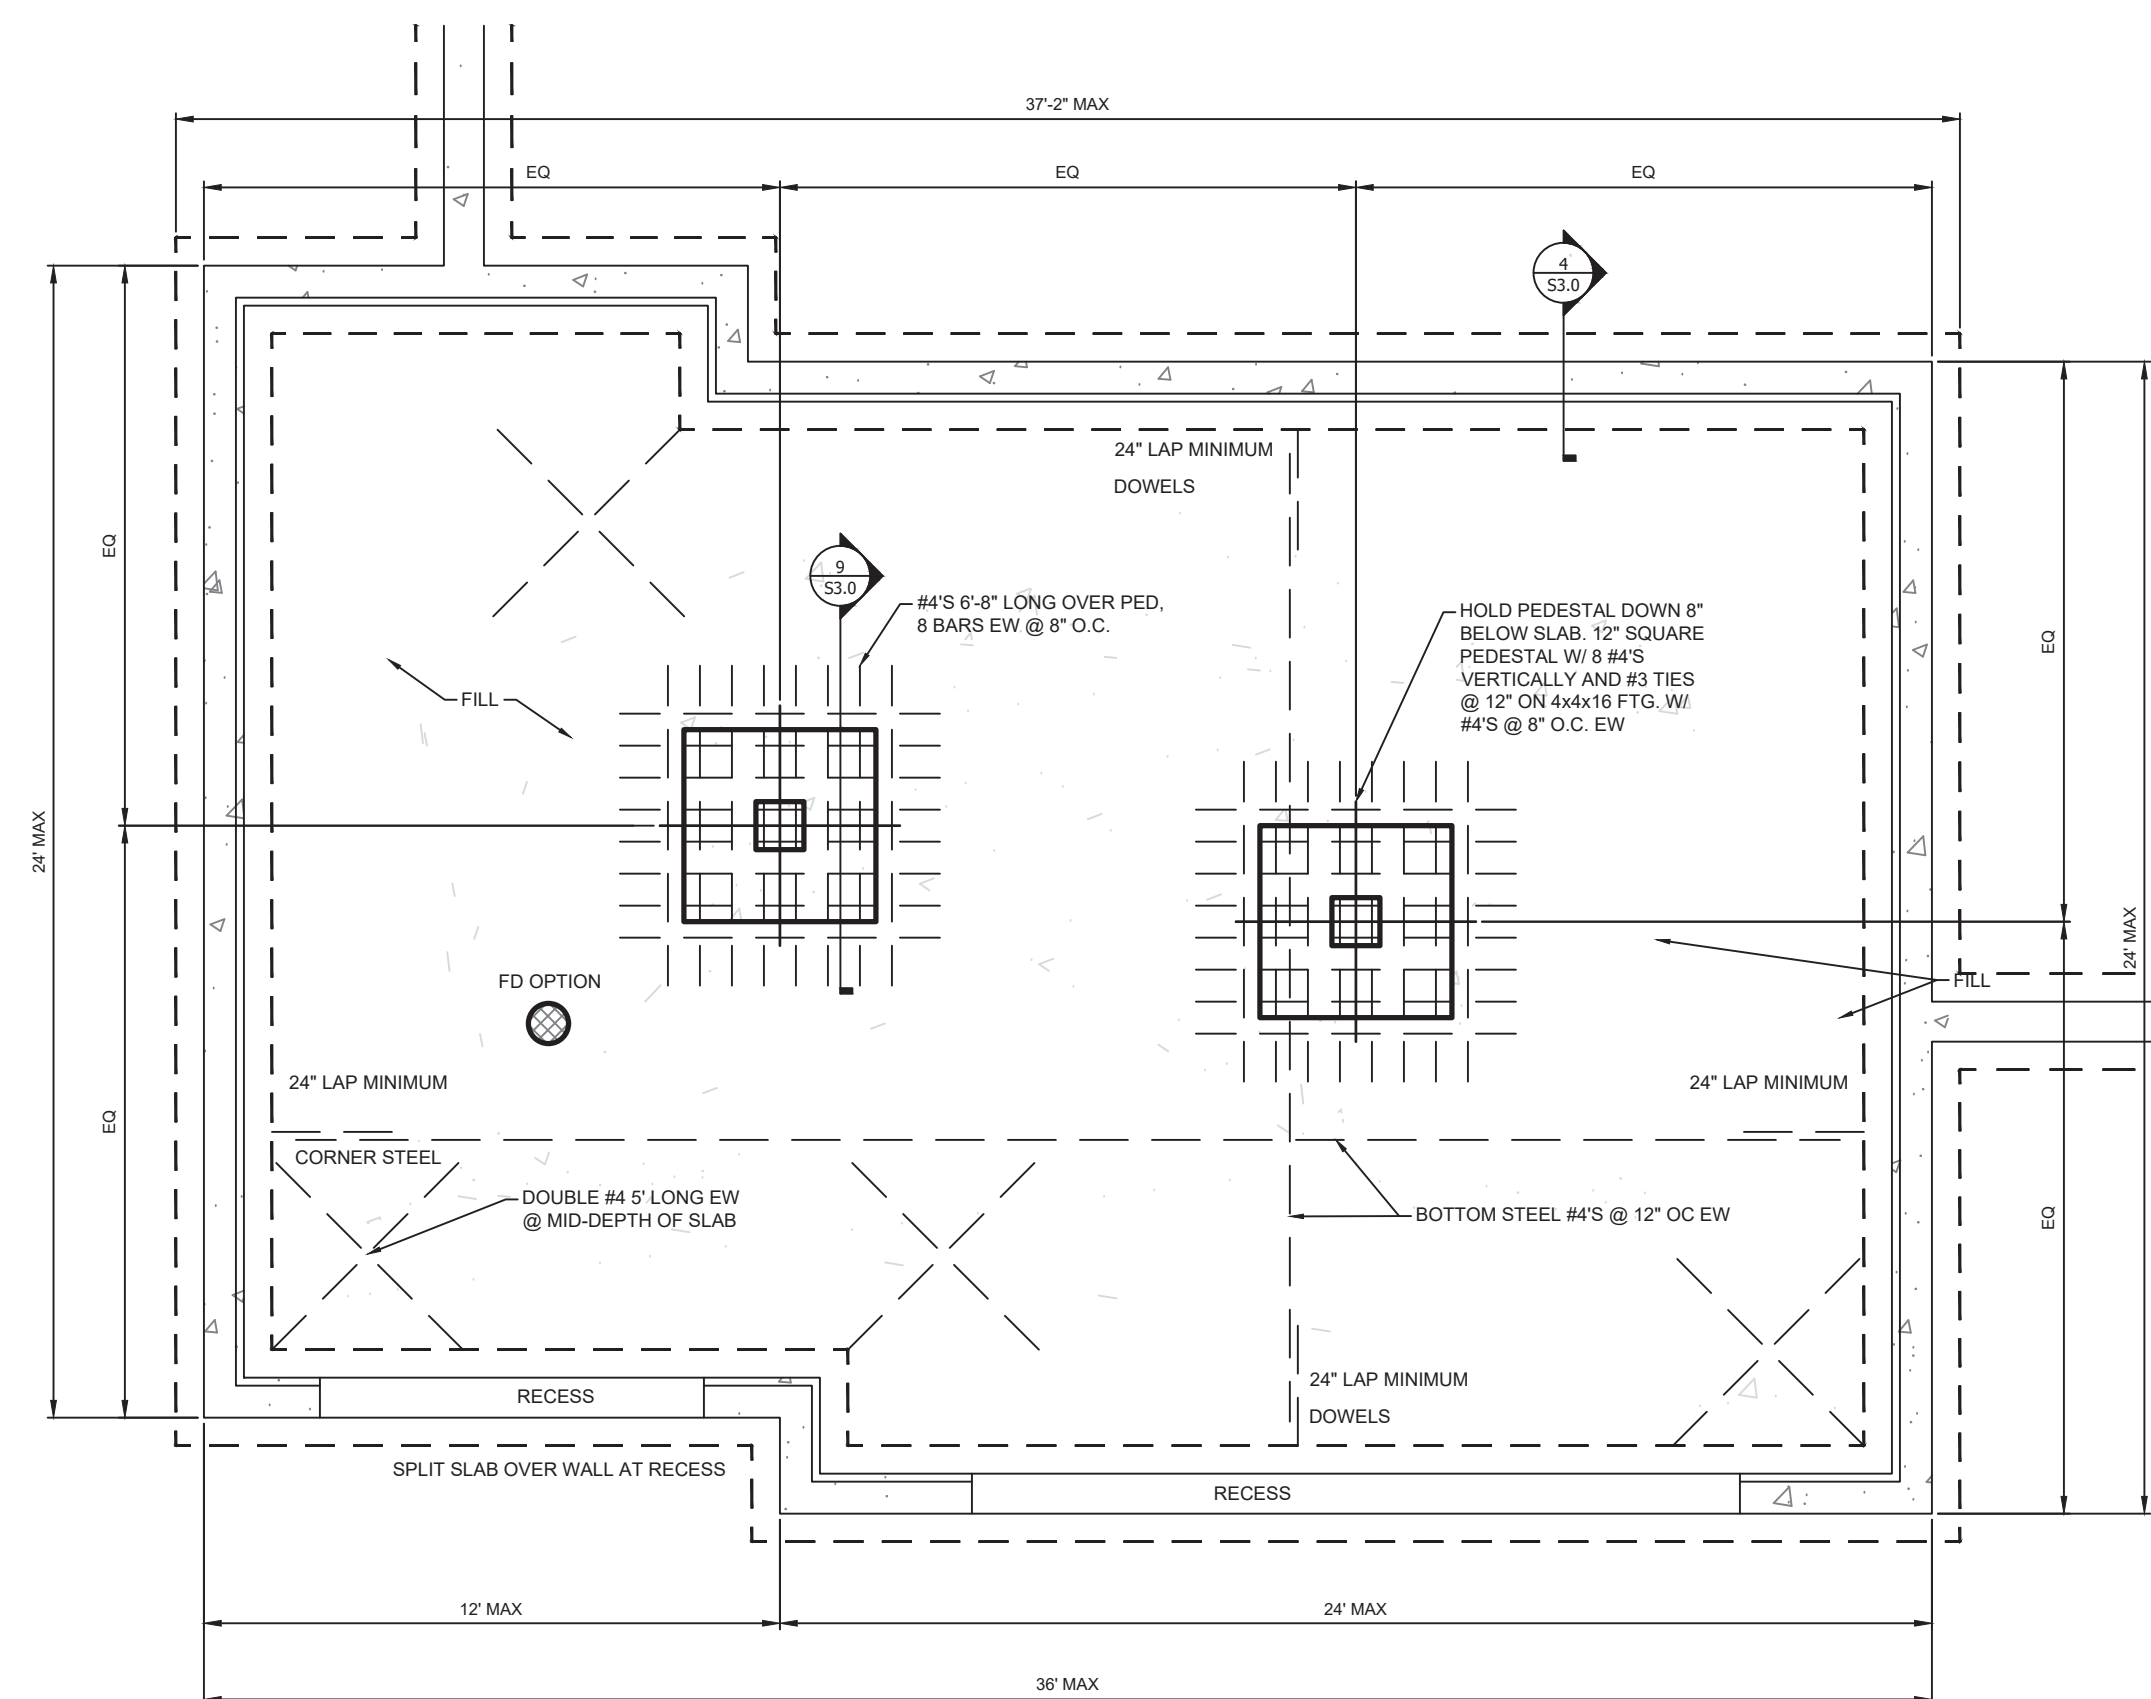 37'-2" MAX
EQ
EQ
EQ
4
S3.0
24" LAP MINIMUM
DOWELS
9
S3.0
#4'S 6'-8" LONG OVER PED,
8 BARS EW @ 8" O.C.
HOLD PEDESTAL DOWN 8"
BELOW SLAB. 12" SQUARE
PEDESTAL W/ 8 #4'S
VERTICALLY AND #3 TIES
@ 12" ON 4x4x16 FTG. W/
#4'S @ 8" O.C. EW
EQ
EQ
FILL
24' MAX
24' MAX
FD OPTION
FILL
24" LAP MINIMUM
24" LAP MINIMUM
EQ
EQ
CORNER STEEL
DOUBLE #4 5' LONG EW
@ MID-DEPTH OF SLAB
BOTTOM STEEL #4'S @ 12" OC EW
24" LAP MINIMUM
DOWELS
RECESS
SPLIT SLAB OVER WALL AT RECESS
RECESS
12' MAX
24' MAX
36' MAX